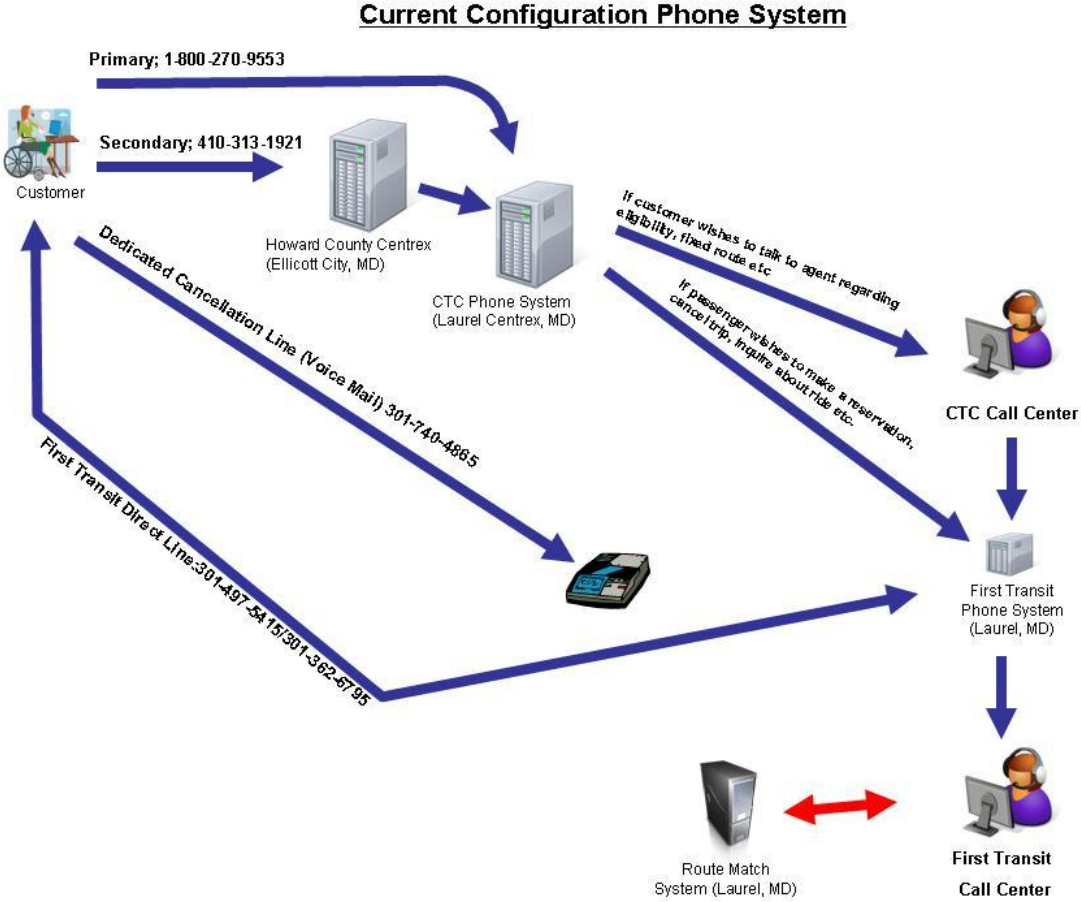 Current Configuration Phone System
Primary; 1-800-270-9553
Secondary; 410-313-1921
Customer
Howard County Centrex
(Ellicott City, MD)
CTC Phone System
(Laurel Centrex, MD)
If customer wishes to talk to agent regarding
eligibility, fixed route etc
If passenger wishes to make a reservation,
cancel trip, inquire about ride etc.
Dedicated Cancellation Line (Voice Mail) 301-740-4865
First Transit Direct Line:301-497-5415/301-362-6795
CTC Call Center
First Transit
Phone System
(Laurel, MD)
Route Match
System (Laurel, MD)
First Transit
Call Center